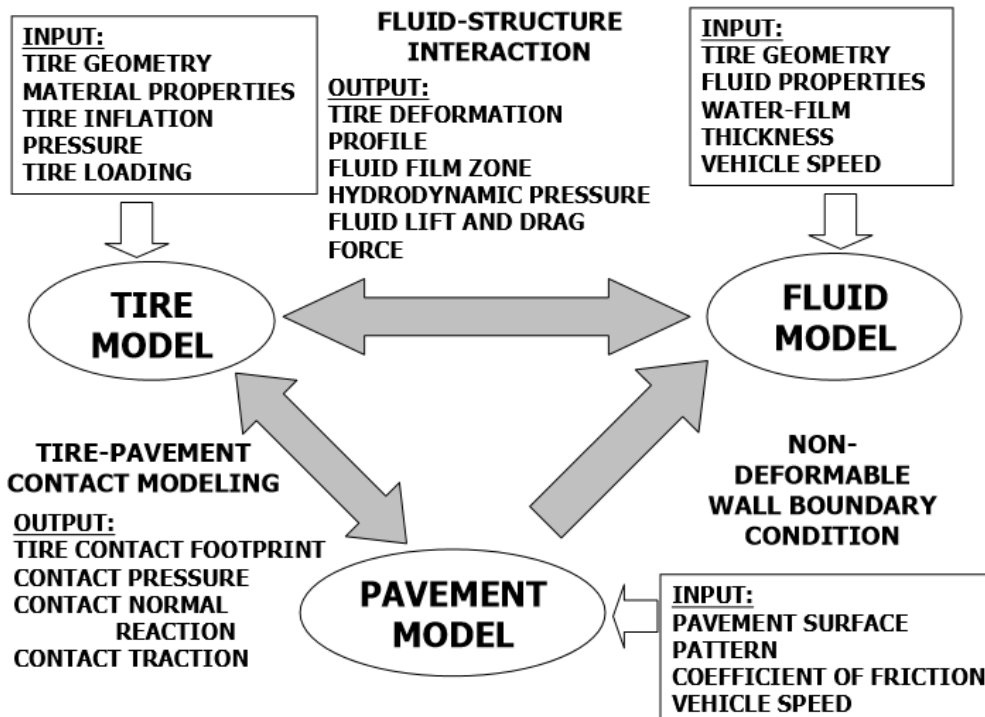 INPUT:
TIRE GEOMETRY
MATERIAL PROPERTIES
TIRE INFLATION
PRESSURE
TIRE LOADING
FLUID-STRUCTURE
INTERACTION
OUTPUT:
TIRE DEFORMATION
PROFILE
FLUID FILM ZONE
HYDRODYNAMIC PRESSURE
FLUID LIFT AND DRAG
FORCE
INPUT:
TIRE GEOMETRY
FLUID PROPERTIES
WATER-FILM
THICKNESS
VEHICLE SPEED
TIRE
MODEL
FLUID
MODEL
TIRE-PAVEMENT
CONTACT MODELING
OUTPUT:
TIRE CONTACT FOOTPRINT
CONTACT PRESSURE
CONTACT NORMAL
REACTION
CONTACT TRACTION
NON-
DEFORMABLE
WALL BOUNDARY
CONDITION
PAVEMENT
MODEL
INPUT:
PAVEMENT SURFACE
PATTERN
COEFFICIENT OF FRICTION
VEHICLE SPEED